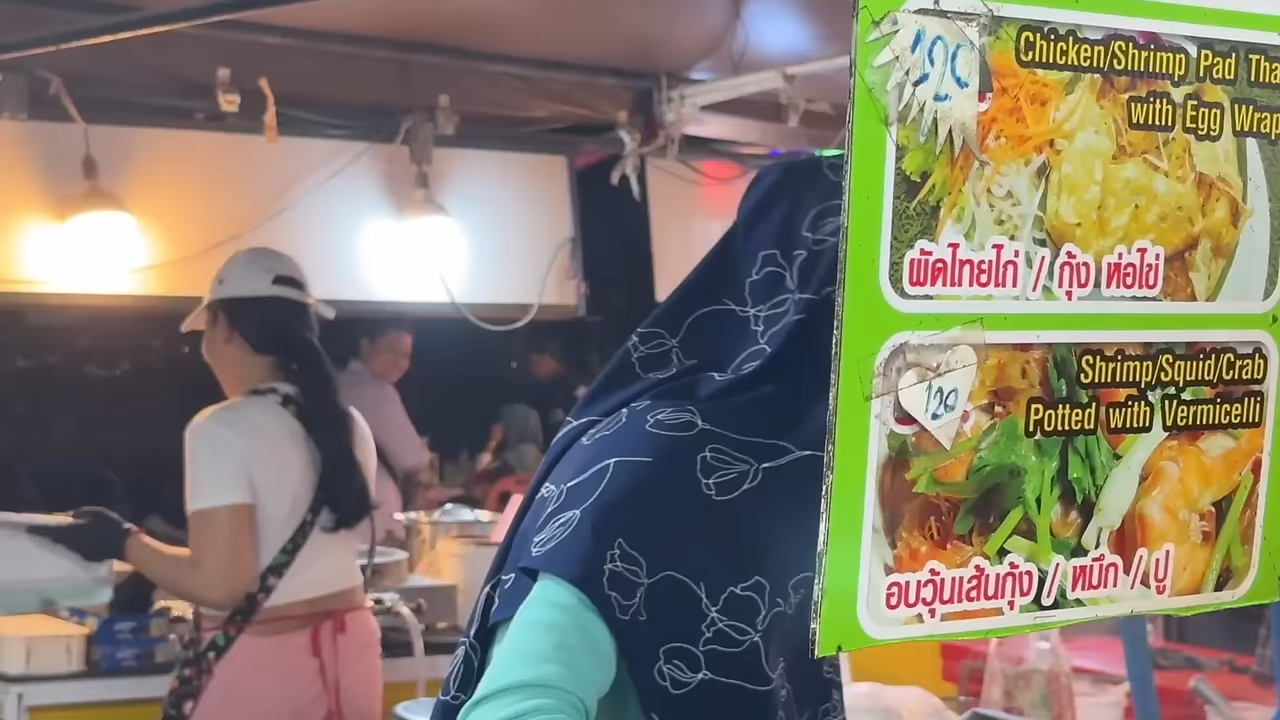 120
Chicken/Shrimp Pad Tha
with Egg Wrap
ผัดไทยไก่ / กุ้ง ห่อไข่
120
Shrimp/Squid/Crab
Potted with Vermicelli
อบวุ้นเส้นกุ้ง / หมึก / ปู